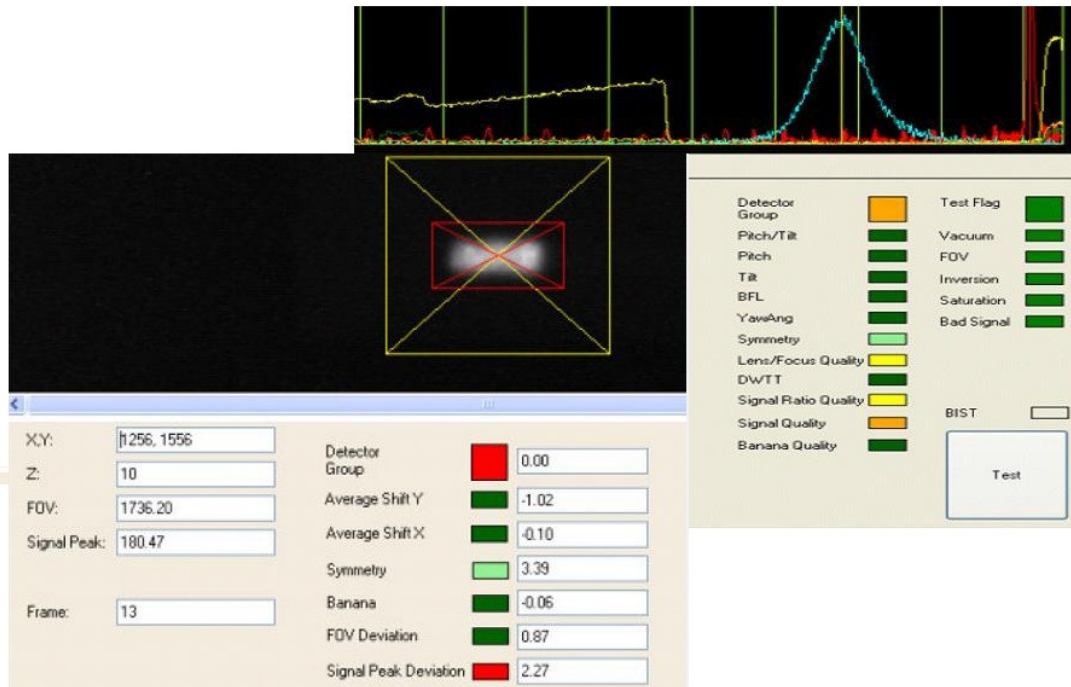 Detector
Group
Test Flag
Pitch/Tilt
Vacuum
Pitch
FOV
Tilt
Inversion
BFL
Saturation
YawAng
Bad Signal
Symmetry
Lens/Focus Quality
DWTT
Signal Ratio Quality
BIST
Signal Quality
Banana Quality
Test
X,Y:
1256, 1556
Z:
10
FOV:
1736.20
Signal Peak:
180.47
Frame:
13
Detector
Group
0.00
Average Shift Y
-1.02
Average Shift X
-0.10
Symmetry
3.39
Banana
-0.06
FOV Deviation
0.87
Signal Peak Deviation
2.27